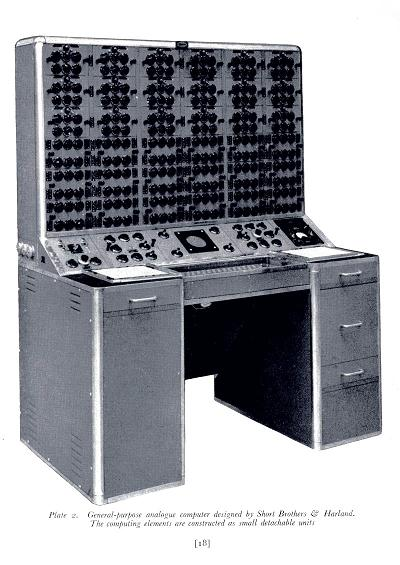 Plate 2. General-purpose analogue computer designed by Short Brothers & Harland.
The computing elements are constructed as small detachable units
[18]